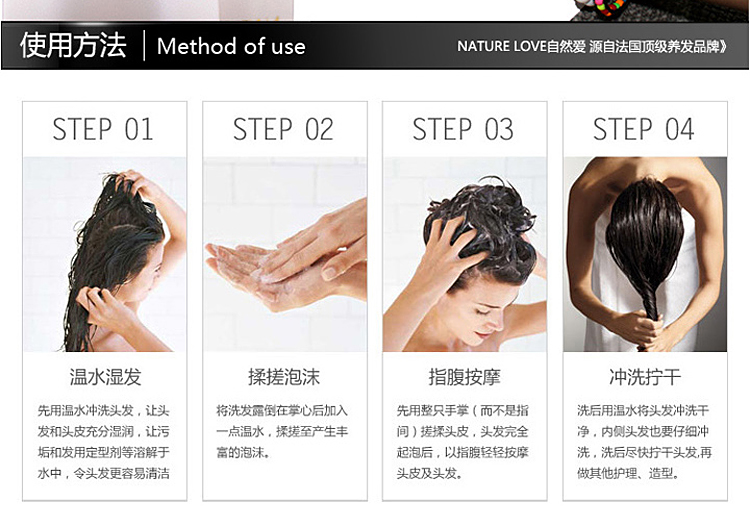 使用方法 Method of use
NATURE LOVE自然爱 源自法国顶级养发品牌》
STEP 01
温水湿发
先用温水冲洗头发，让头
发和头皮充分湿润，让污
垢和发用定型剂等溶解于
水中，令头发更容易清洁
STEP 02
揉搓泡沫
将洗发露倒在掌心后加入
一点温水，揉搓至产生丰
富的泡沫。
STEP 03
指腹按摩
先用整只手掌（而不是指
间）搓揉头皮，头发完全
起泡后，以指腹轻轻按摩
头皮及头发。
STEP 04
冲洗拧干
洗后用温水将头发冲洗干
净，内侧头发也要仔细冲
洗，洗后尽快拧干头发,再
做其他护理、造型。